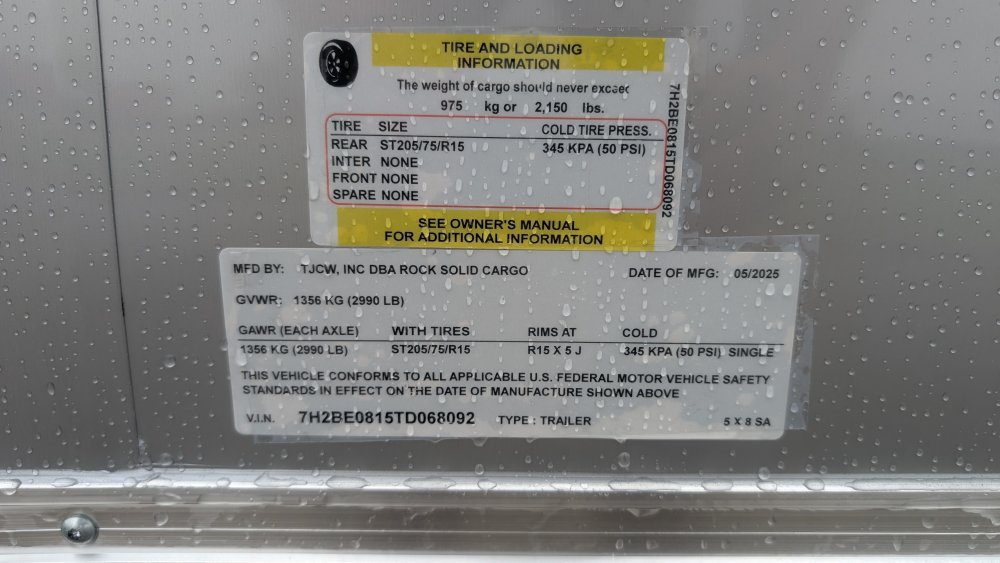 TIRE AND LOADING
INFORMATION
The weight of cargo should never exceed
975 kg or 2,150 lbs.
TIRE SIZE COLD TIRE PRESS.
REAR ST205/75/R15 345 KPA (50 PSI)
INTER NONE
FRONT NONE
SPARE NONE
SEE OWNER'S MANUAL
FOR ADDITIONAL INFORMATION
7H2BE0815TD068092
MFD BY: TJCW, INC DBA ROCK SOLID CARGO DATE OF MFG: 05/2025
GVWR: 1356 KG (2990 LB)
GAWR (EACH AXLE) WITH TIRES RIMS AT COLD
1356 KG (2990 LB) ST205/75/R15 R15 X 5 J 345 KPA (50 PSI) SINGLE
THIS VEHICLE CONFORMS TO ALL APPLICABLE U.S. FEDERAL MOTOR VEHICLE SAFETY
STANDARDS IN EFFECT ON THE DATE OF MANUFACTURE SHOWN ABOVE
V.I.N. 7H2BE0815TD068092 TYPE : TRAILER 5 X 8 SA